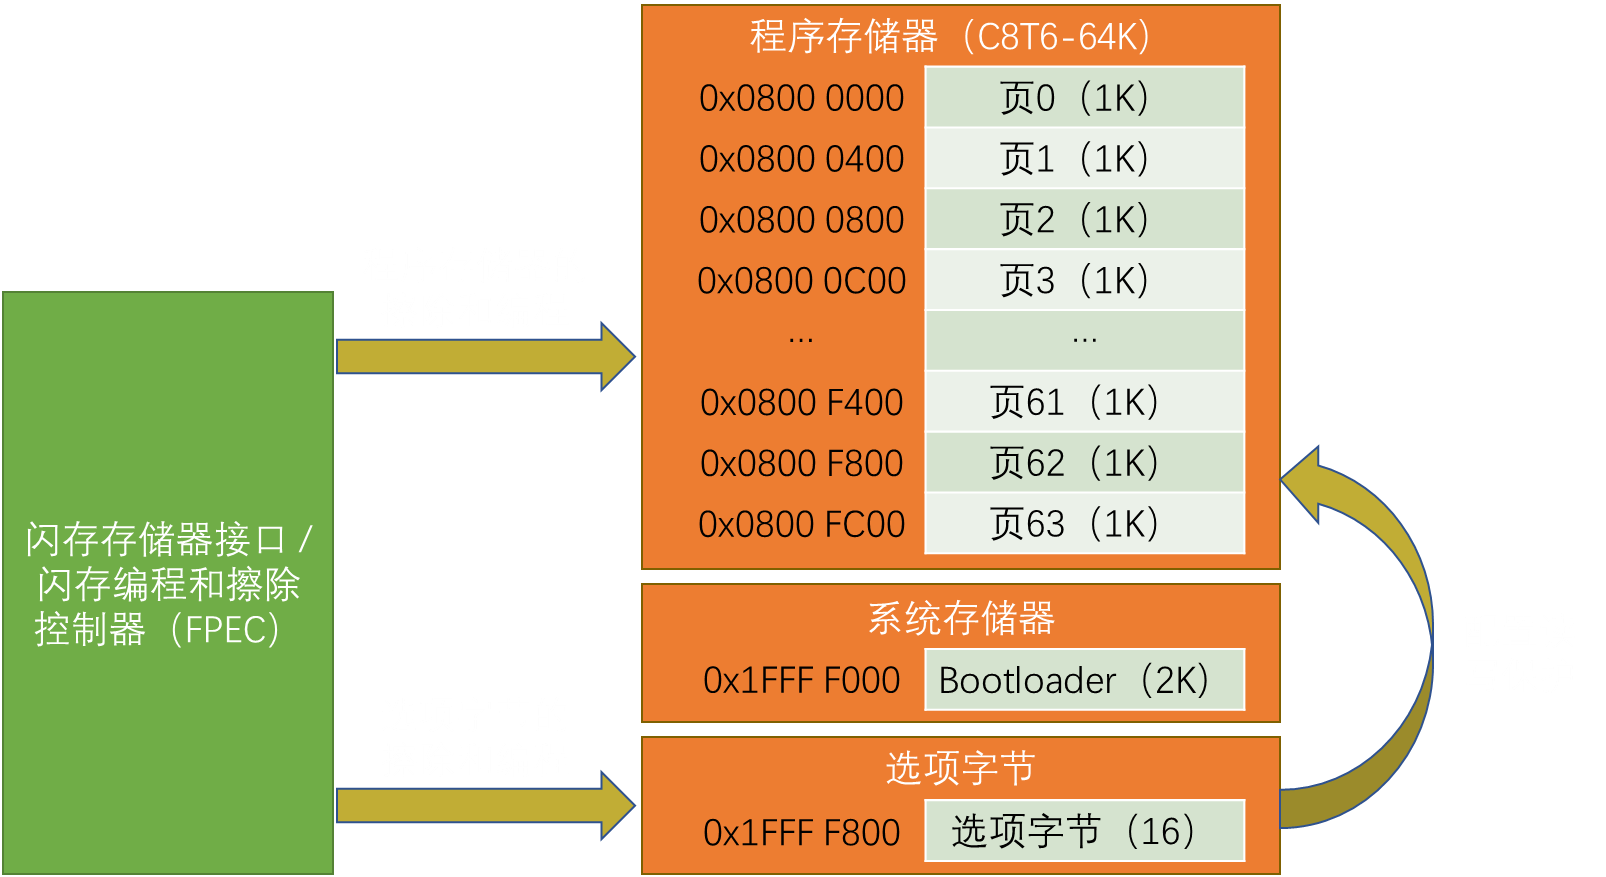 程序存储器（C8T6-64K）
0x0800 0000 页0（1K）
0x0800 0400 页1（1K）
0x0800 0800 页2（1K）
0x0800 0C00 页3（1K）
... ...
0x0800 F400 页61（1K）
0x0800 F800 页62（1K）
0x0800 FC00 页63（1K）
闪存存储器接口 /
闪存编程和擦除
控制器（FPEC）
系统存储器
0x1FFF F000 Bootloader（2K）
选项字节
0x1FFF F800 选项字节（16）